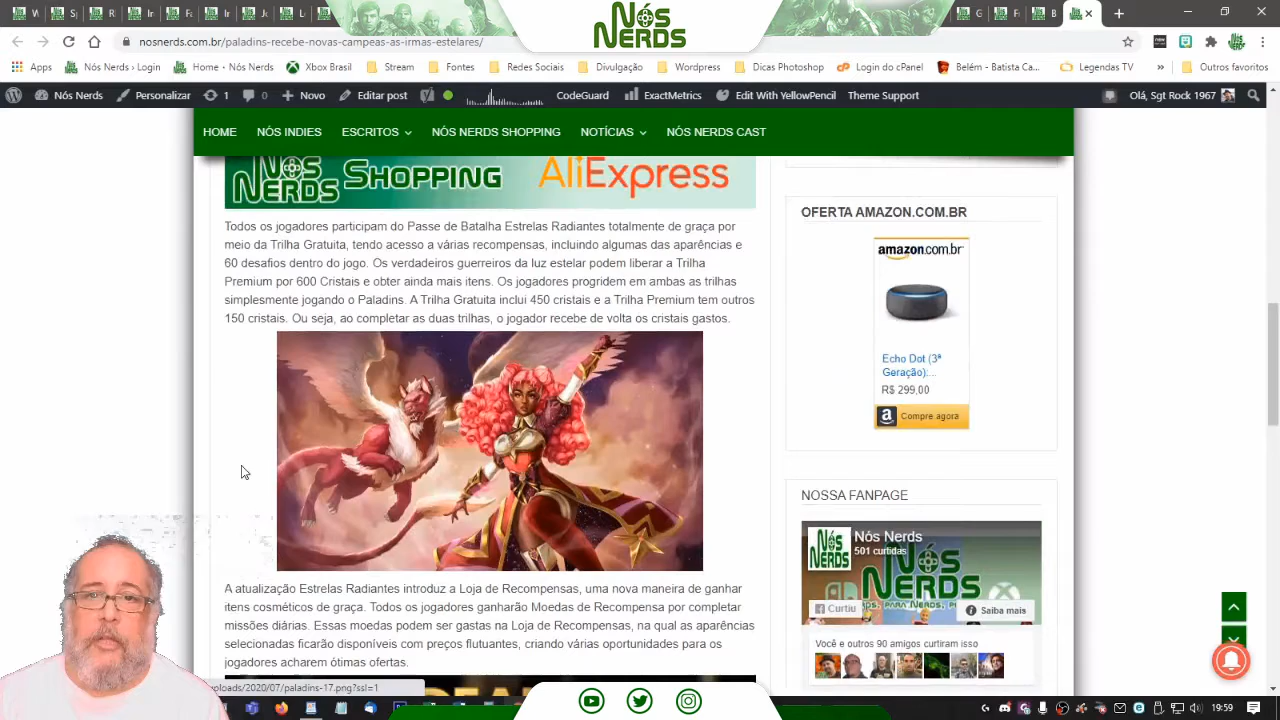 NÓS
NERDS
nosnerds.com.br/paladins-recebe-novas-campeas-as-irmas-estelares/
Apps
Nós Nerds › Login
Home - Nós Nerds
Xbox Brasil
Stream
Fontes
Redes Sociais
Divulgação
Wordpress
Dicas Photoshop
Login do cPanel
Belém - Batista Ca...
Legendas TV
»
Outros favoritos
Nós Nerds
Personalizar
1
0
Novo
Editar post
CodeGuard
ExactMetrics
Edit With YellowPencil
Thumbnails
Olá, Sgt Rock 1967
HOME
NÓS INDIES
ESCRITOS
NÓS NERDS SHOPPING
NOTÍCIAS
NÓS NERDS CAST
NÓS
NERDS SHOPPING AliExpress
Todos os jogadores participam do Passe de Batalha Estrelas Radiantes totalmente de graça por
meio da Trilha Gratuita, tendo acesso a várias recompensas, incluindo algumas das aparências e
60 desafios dentro do jogo. Os verdadeiros guerreiros da luz estelar podem liberar a Trilha
Premium por 600 Cristais e obter ainda mais itens. Os jogadores progridem em ambas as trilhas
simplesmente jogando o Paladins. A Trilha Gratuita inclui 450 cristais e a Trilha Premium tem outros
150 cristais. Ou seja, ao completar as duas trilhas, o jogador recebe de volta os cristais gastos.
A atualização Estrelas Radiantes introduz a Loja de Recompensas, uma nova maneira de ganhar
itens cosméticos de graça. Todos os jogadores ganharão Moedas de Recompensa por completar
missões diárias. Essas moedas podem ser gastas na Loja de Recompensas, na qual as aparências
selecionadas ficarão disponíveis com preços flutuantes, criando várias oportunidades para os
jogadores acharem ótimas ofertas.
OFERTA AMAZON.COM.BR
amazon.com.br
Echo Dot (3ª
Geração):...
R$ 299,00
Compre agora
NOSSA FANPAGE
NÓS
NERDS
Nós Nerds
501 curtidas
Curtiu
Saiba mais
Você e outros 90 amigos curtiram isso
uploads/2020/07/paladins-17.png?ssl=1
19:59